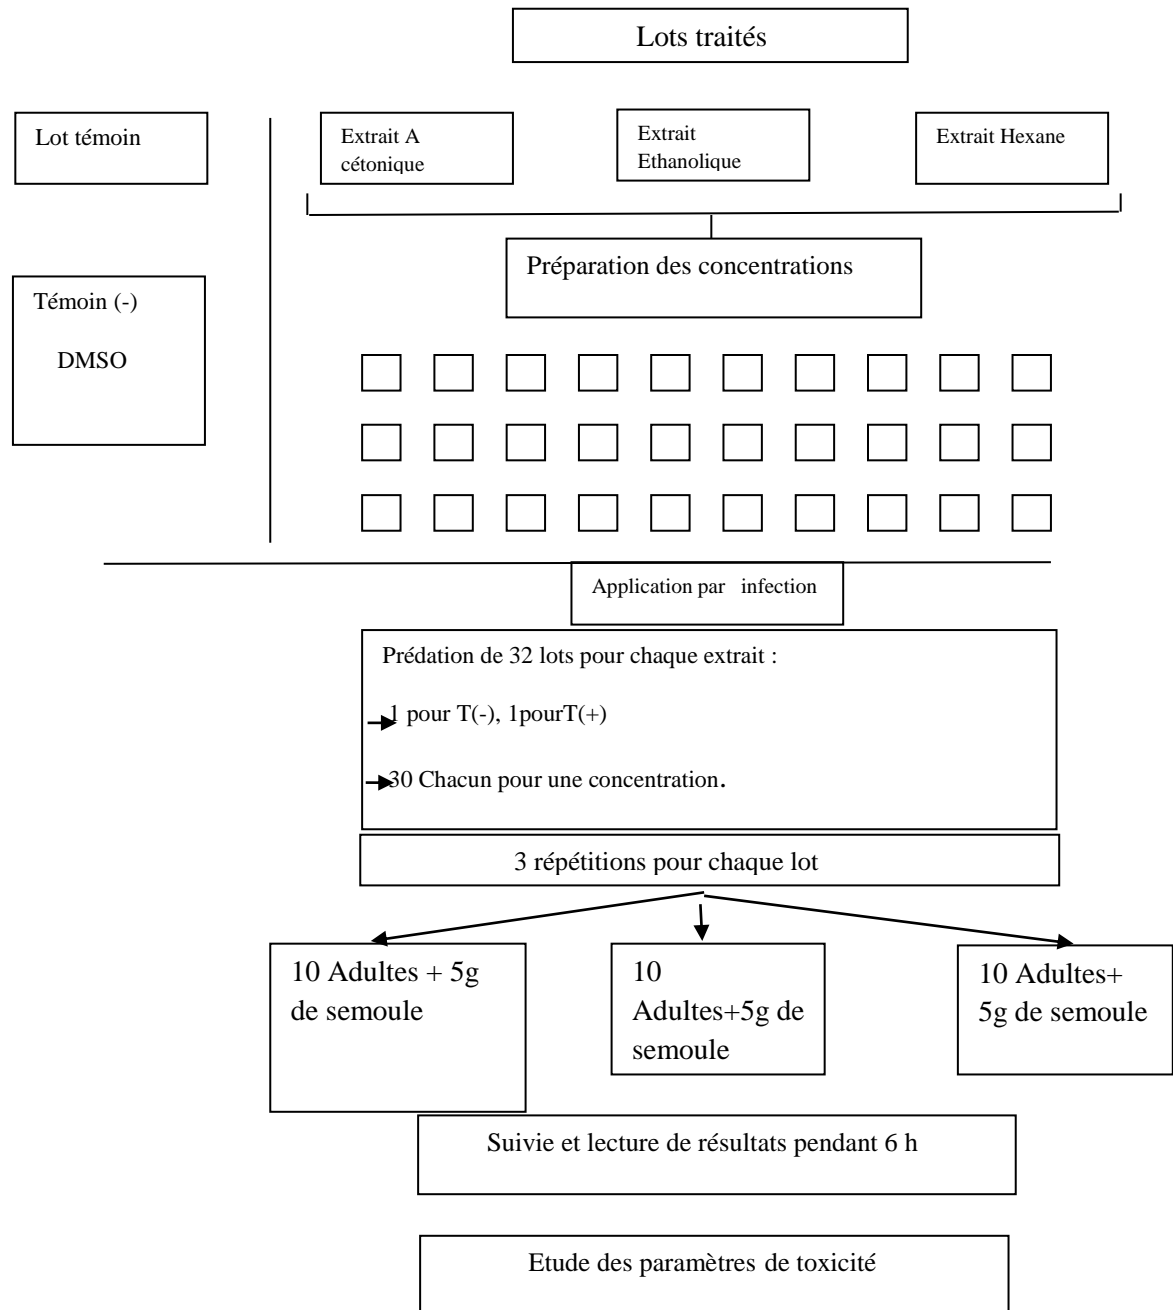 Lots traités
Lot témoin
Extrait A
cétonique
Extrait
Ethanolique
Extrait Hexane
Préparation des concentrations
Témoin (-)
DMSO
Application par infection
Prédation de 32 lots pour chaque extrait :
1 pour T(-), 1pourT(+)
30 Chacun pour une concentration.
3 répétitions pour chaque lot
10 Adultes + 5g
de semoule
10
Adultes+5g de
semoule
10 Adultes+
5g de semoule
Suivie et lecture de résultats pendant 6 h
Etude des paramètres de toxicité